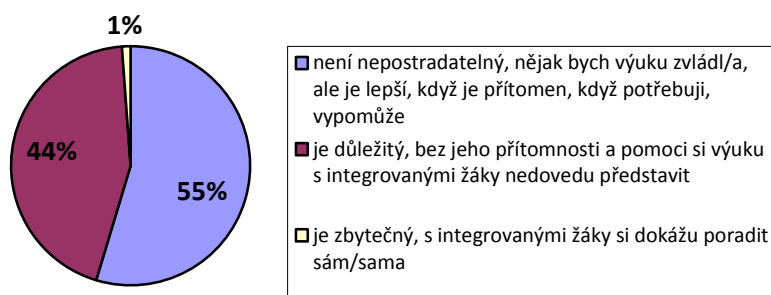 1%
44%
55%
není nepostradatelný, nějak bych výuku zvládl/a,
ale je lepší, když je přítomen, když potřebuji,
vypomůže
je důležitý, bez jeho přítomnosti a pomoci si výuku
s integrovanými žáky nedovedu představit
je zbytečný, s integrovanými žáky si dokážu poradit
sám/sama